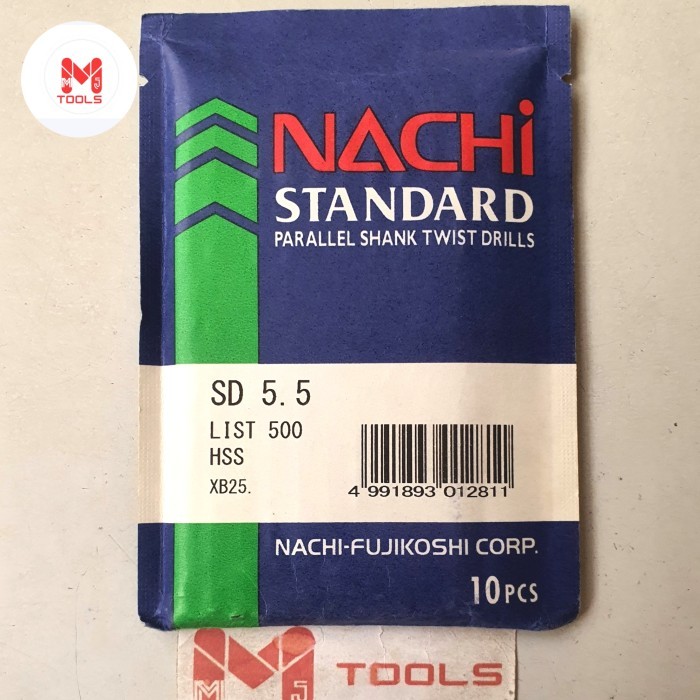 M
M J
TOOLS
NACHi
STANDARD
PARALLEL SHANK TWIST DRILLS
SD 5.5
LIST 500
HSS
XB25.
4 991893 012811
NACHI-FUJIKOSHI CORP.
10PCS
M
M J
TOOLS